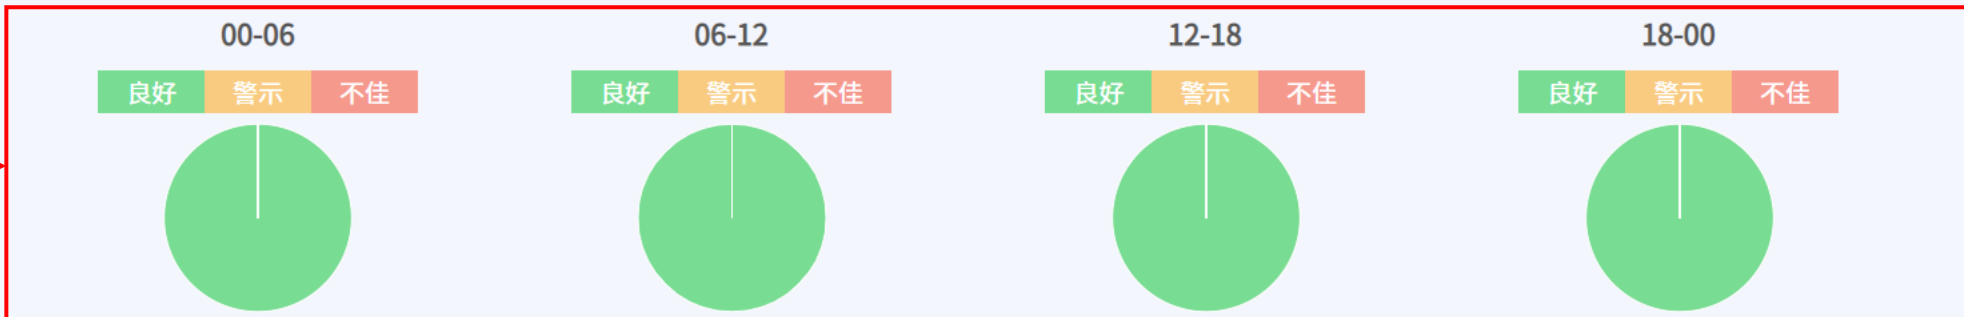 00-06 06-12 12-18 18-00
良好 警示 不佳 良好 警示 不佳 良好 警示 不佳 良好 警示 不佳